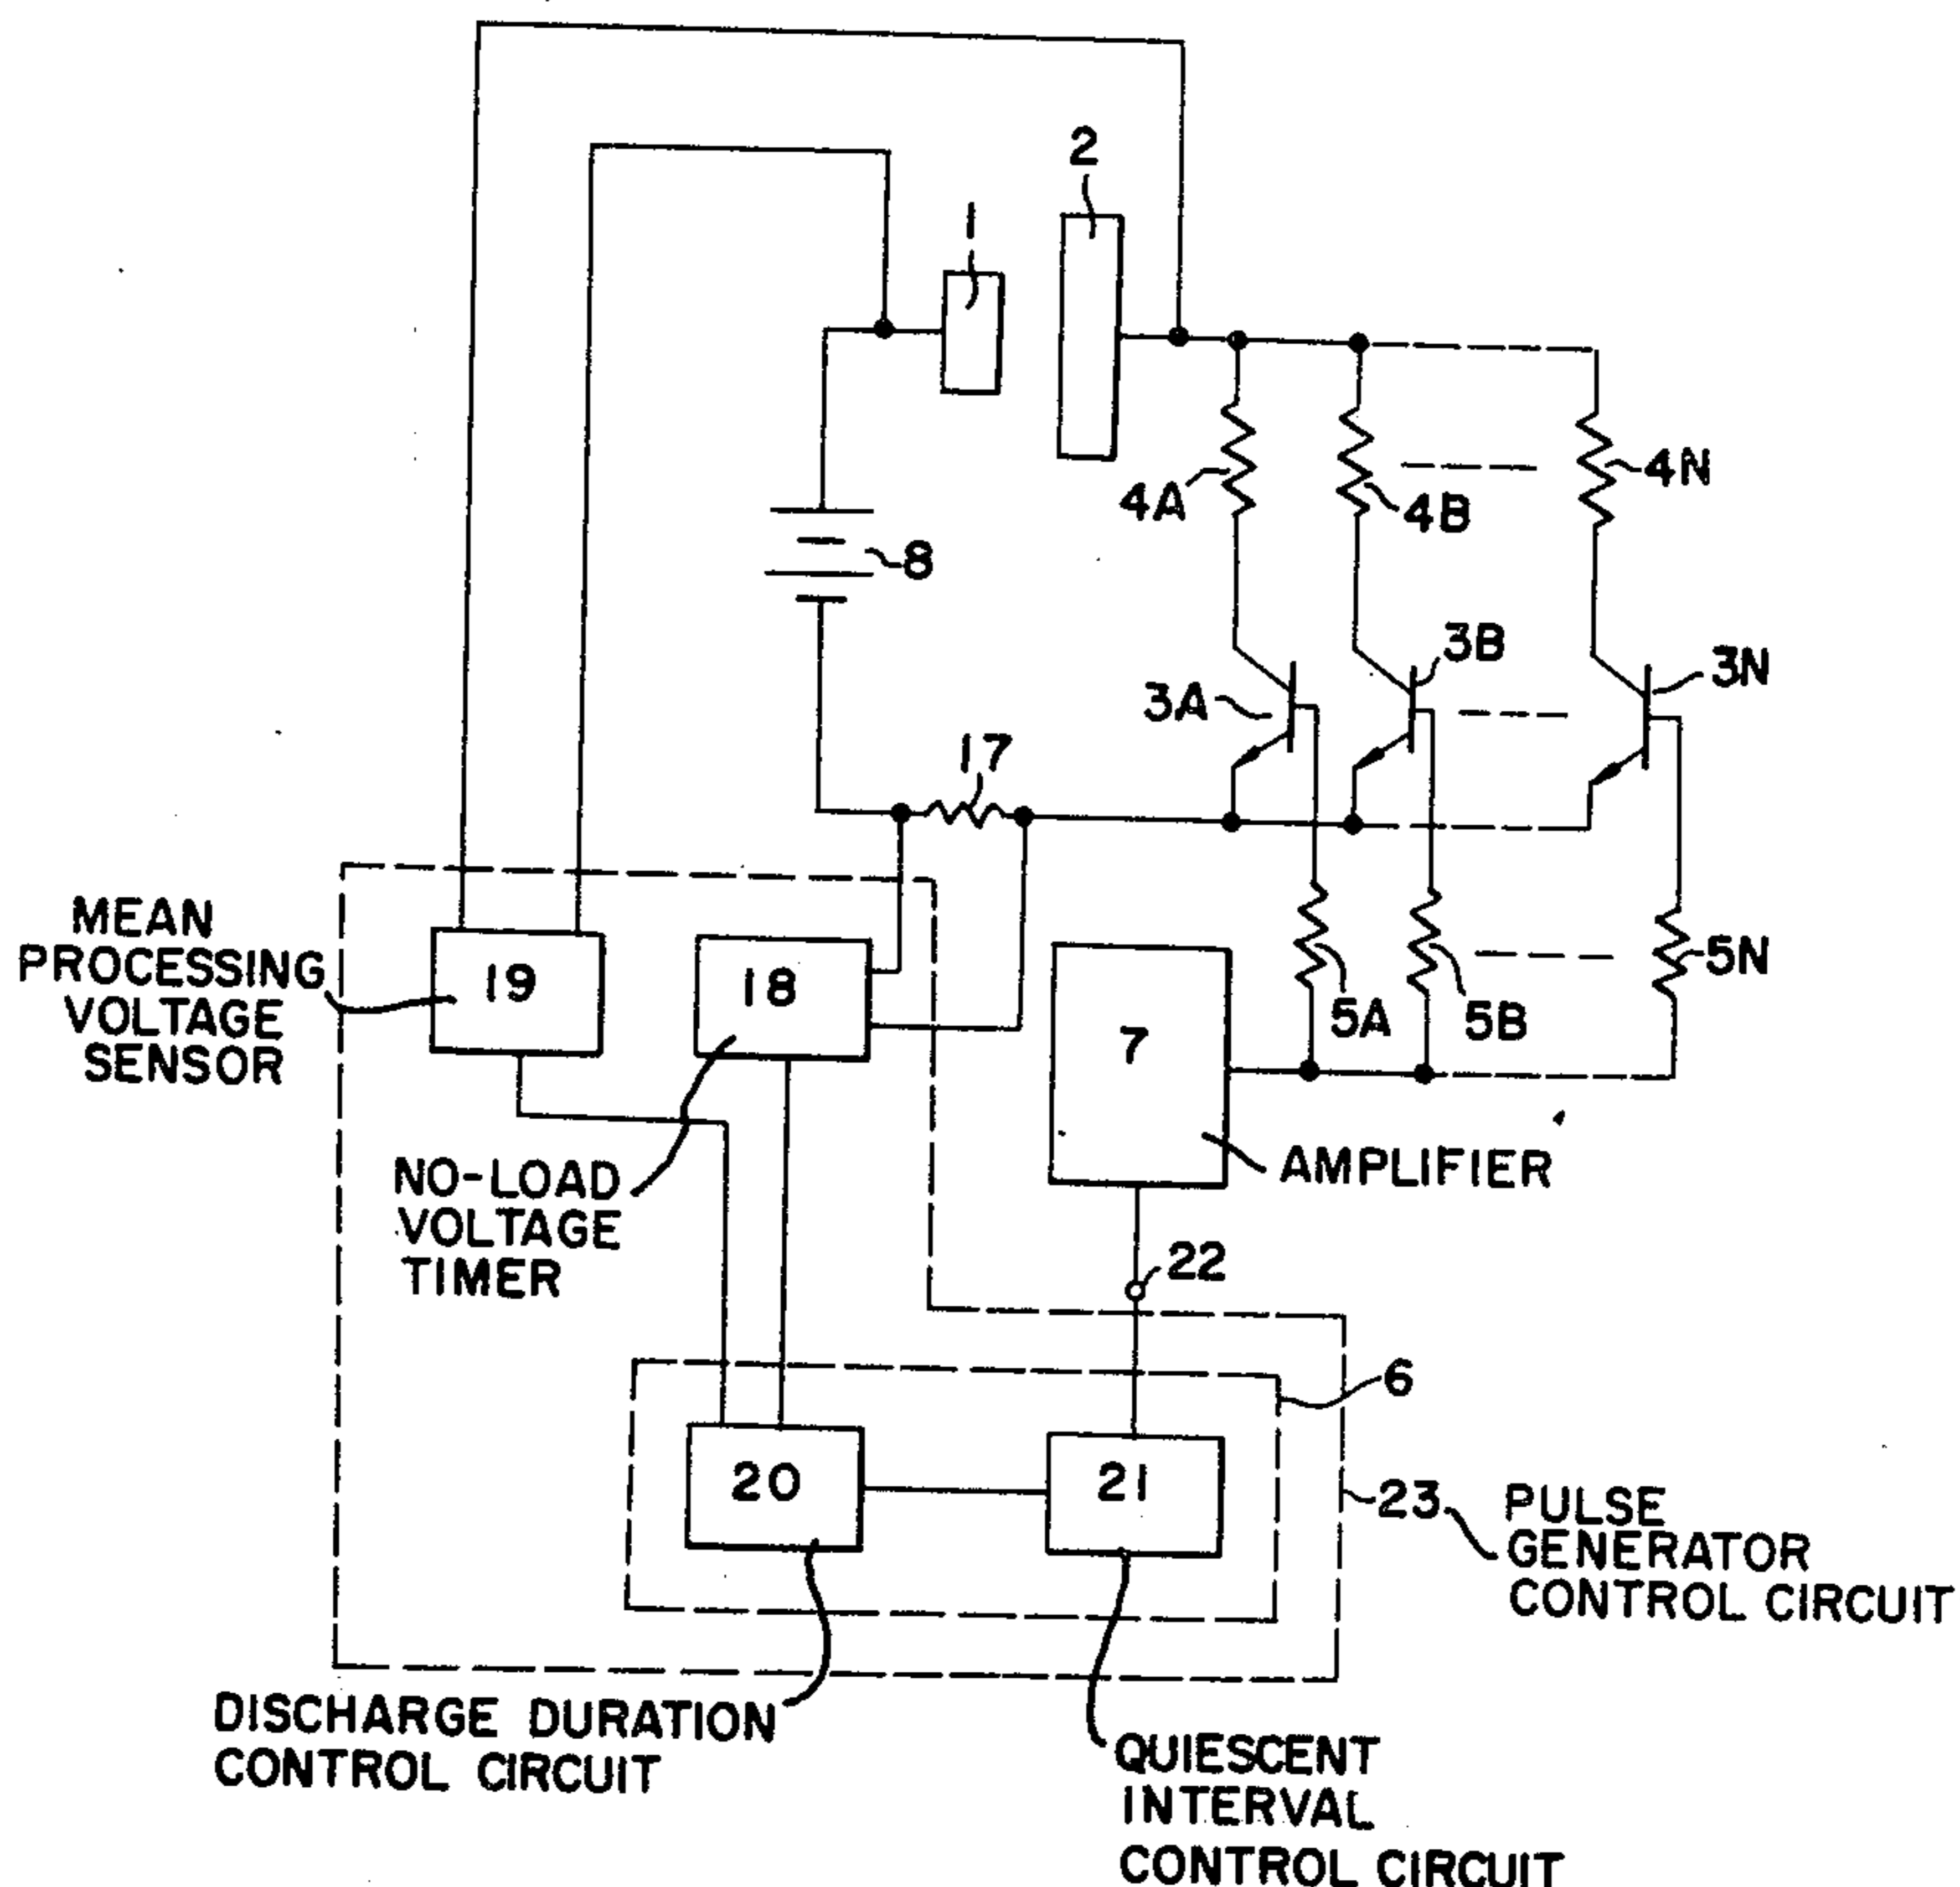 2
1
4A
4B
4N
8
3A
3B
3N
17
MEAN
PROCESSING
VOLTAGE
SENSOR
19
18
7
5A
5B
5N
AMPLIFIER
NO-LOAD
VOLTAGE
TIMER
22
6
20
21
23
PULSE
GENERATOR
CONTROL CIRCUIT
DISCHARGE DURATION
CONTROL CIRCUIT
QUIESCENT
INTERVAL
CONTROL CIRCUIT